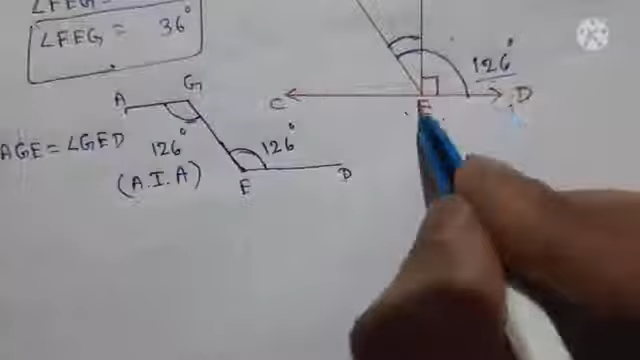 ∠FEG = 36°
126°
C
E
D
A
G
AGE = ∠GED
126°
126°
(A.I.A)
E
D